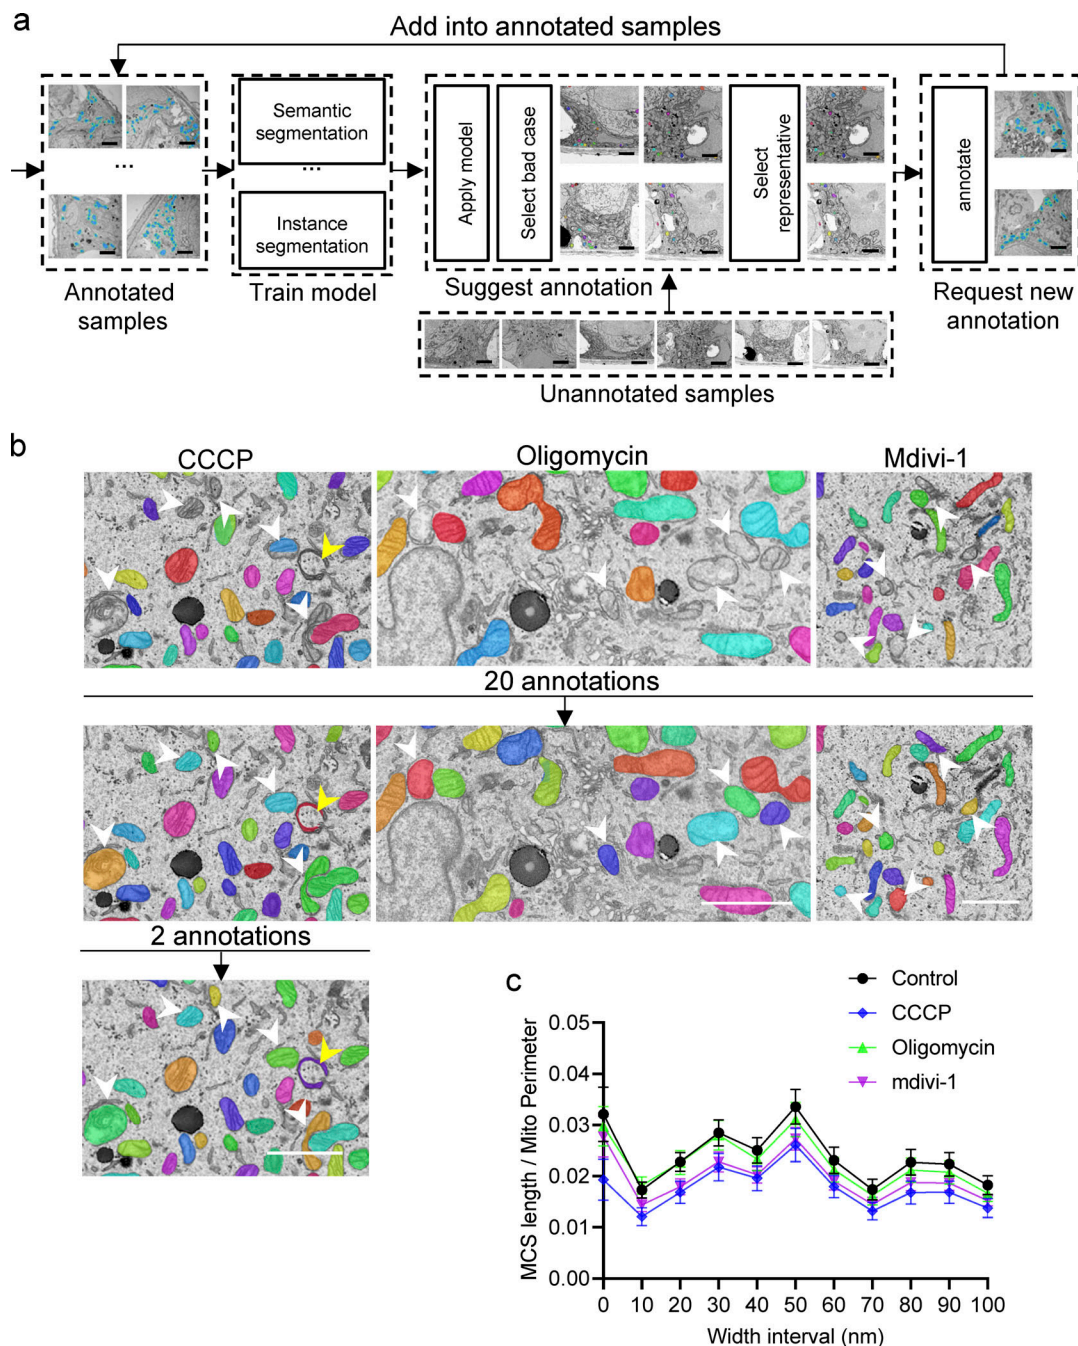 a
Add into annotated samples
Semantic
segmentation
...
Instance
segmentation
...
Apply model
Select bad case
Select
representative
annotate
Annotated
samples
Train model
Suggest annotation
Request new
annotation
Unannotated samples
b
CCCP
Oligomycin
Mdivi-1
20 annotations
2 annotations
c
Control
CCCP
Oligomycin
mdivi-1
MCS length / Mito Perimeter
0.05
0.04
0.03
0.02
0.01
0.00
0 10 20 30 40 50 60 70 80 90 100
Width interval (nm)